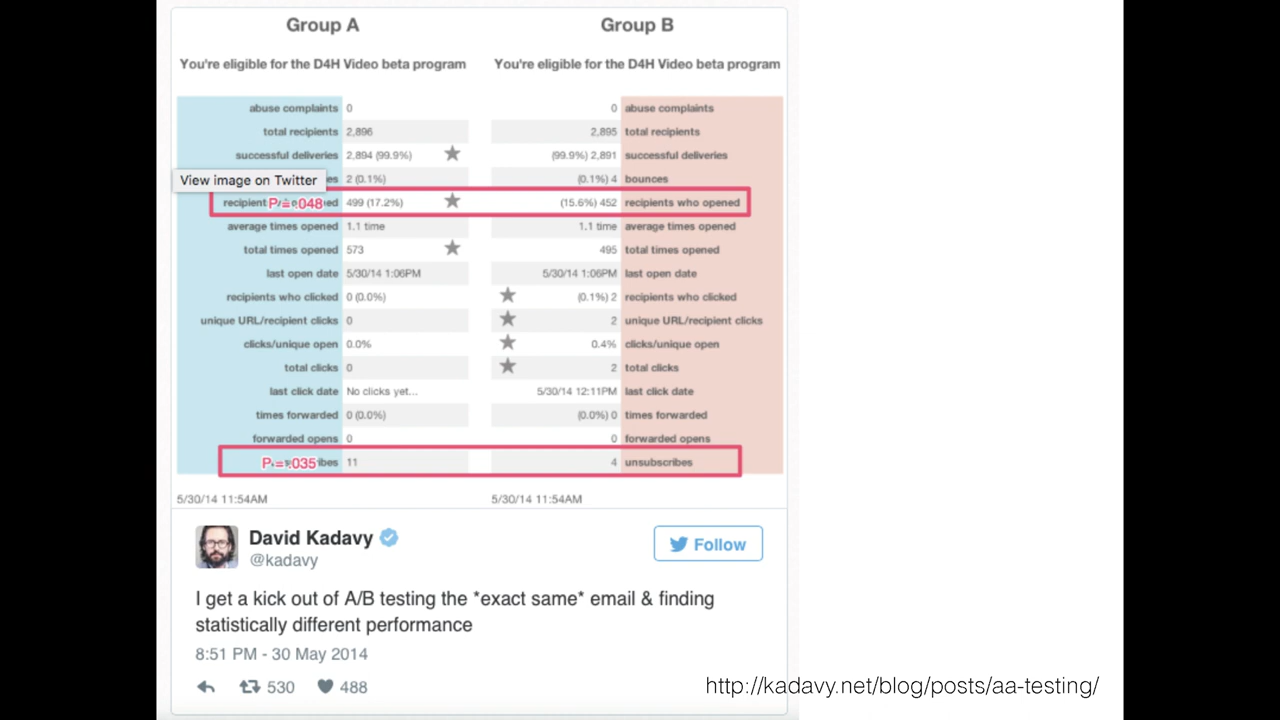 Group A Group B
You're eligible for the D4H Video beta program You're eligible for the D4H Video beta program
abuse complaints 0 0 abuse complaints
total recipients 2,896 2,895 total recipients
successful deliveries 2,894 (99.9%) (99.9%) 2,891 successful deliveries
es 2 (0.1%) (0.1%) 4 bounces
View image on Twitter
recipient P = .048 ed 499 (17.2%) (15.6%) 452 recipients who opened
average times opened 1.1 time 1.1 time average times opened
total times opened 573 495 total times opened
last open date 5/30/14 1:06PM 5/30/14 1:06PM last open date
recipients who clicked 0 (0.0%) (0.1%) 2 recipients who clicked
unique URL/recipient clicks 0 2 unique URL/recipient clicks
clicks/unique open 0.0% 0.4% clicks/unique open
total clicks 0 2 total clicks
last click date No clicks yet... 5/30/14 12:11PM last click date
times forwarded 0 (0.0%) (0.0%) 0 times forwarded
forwarded opens 0 0 forwarded opens
P = .035 ibes 11 4 unsubscribes
5/30/14 11:54AM 5/30/14 11:54AM
David Kadavy
@kadavy
Follow
I get a kick out of A/B testing the *exact same* email & finding
statistically different performance
8:51 PM - 30 May 2014
530 488
http://kadavy.net/blog/posts/aa-testing/